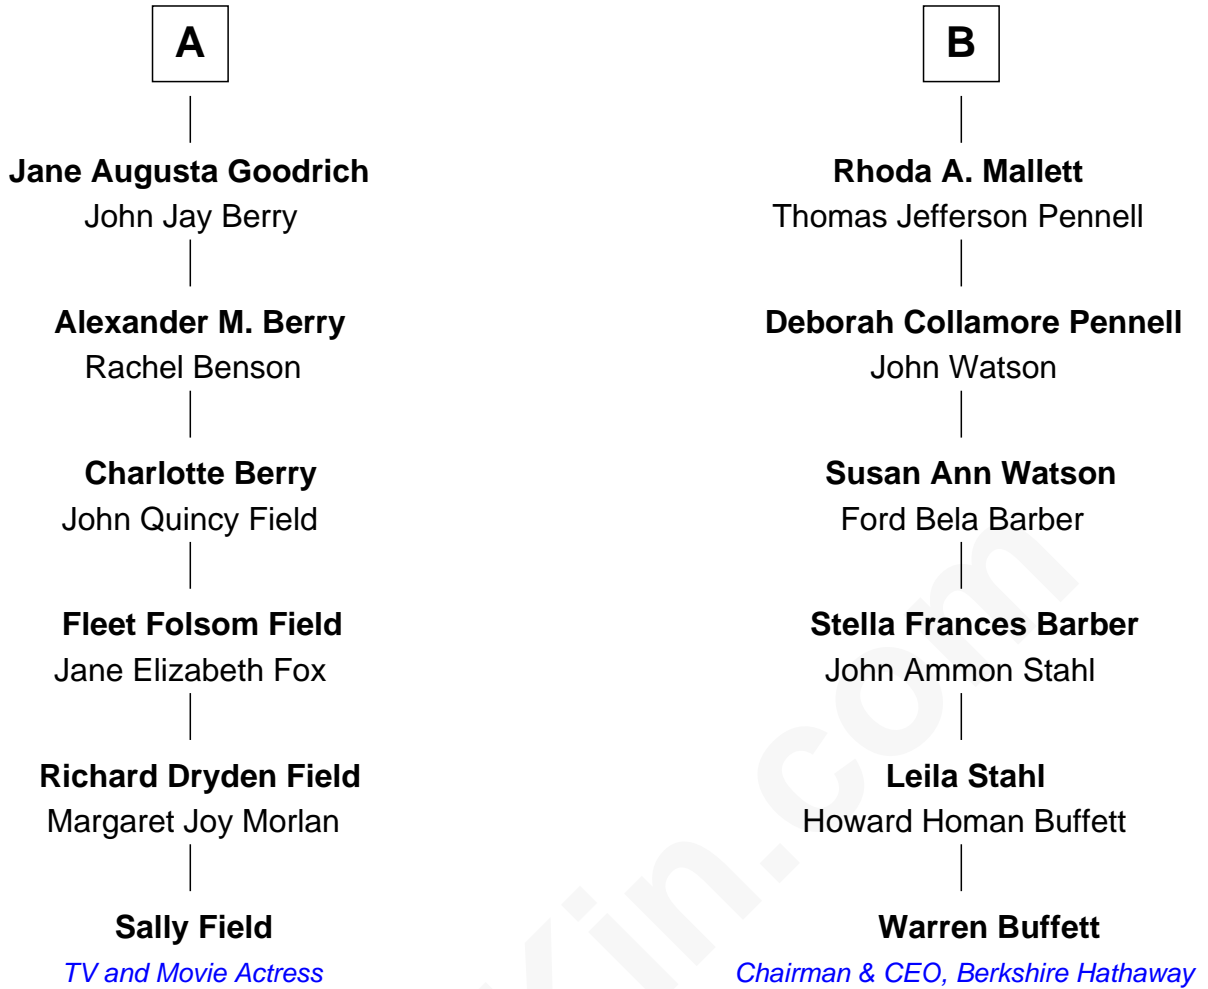 A
Jane Augusta Goodrich
John Jay Berry
Alexander M. Berry
Rachel Benson
Charlotte Berry
John Quincy Field
Fleet Folsom Field
Jane Elizabeth Fox
Richard Dryden Field
Margaret Joy Morlan
Sally Field
TV and Movie Actress
B
Rhoda A. Mallett
Thomas Jefferson Pennell
Deborah Collamore Pennell
John Watson
Susan Ann Watson
Ford Bela Barber
Stella Frances Barber
John Ammon Stahl
Leila Stahl
Howard Homan Buffett
Warren Buffett
Chairman & CEO, Berkshire Hathaway
Kin.com